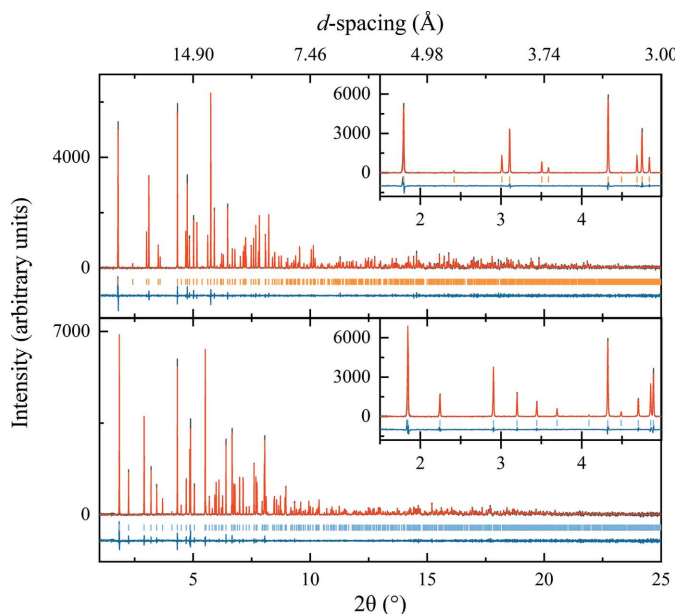 d-spacing (Å)
14.90 7.46 4.98 3.74 3.00
6000
3000
0
2 3 4
4000
0
7000
0
6000
3000
0
2 3 4
Intensity (arbitrary units)
5 10 15 20 25
2θ (°)